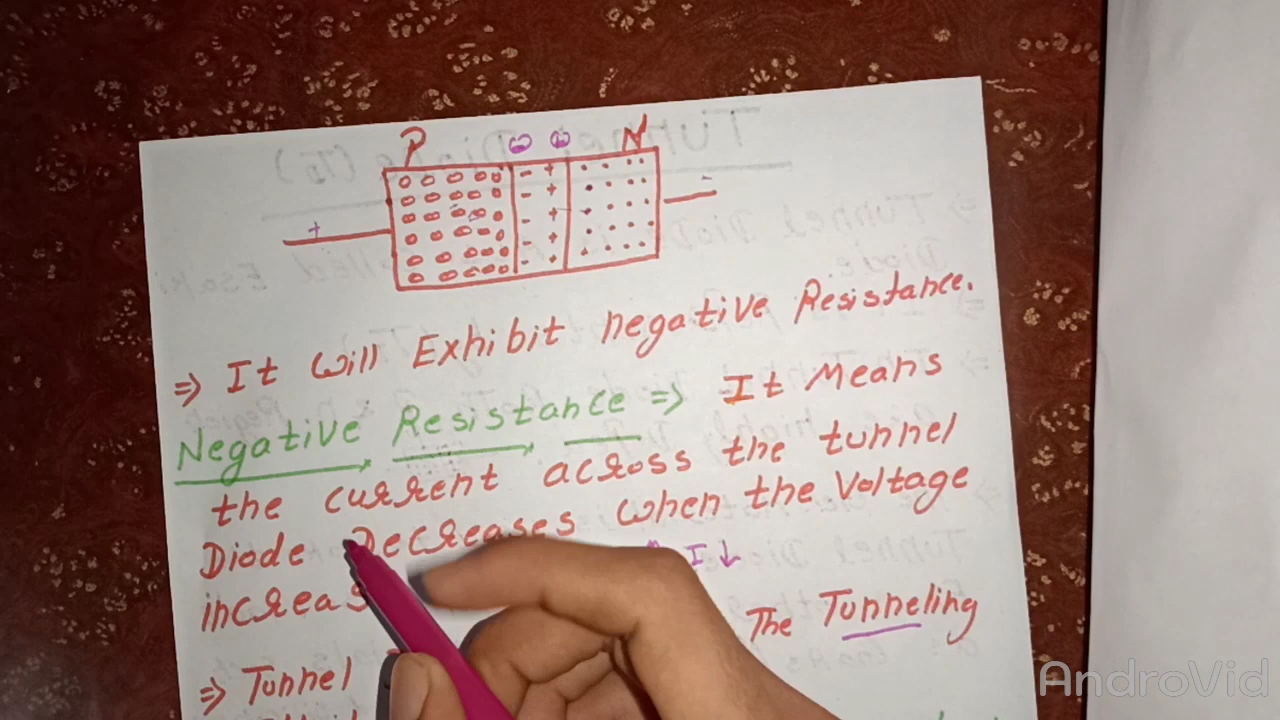 P - + N
+ -
⇒ It will Exhibit negative Resistance.
Negative Resistance ⇒ It Means
the current across the tunnel
Diode Decreases when the Voltage
increas I↓
The Tunneling
⇒ Tunnel
AndroVid